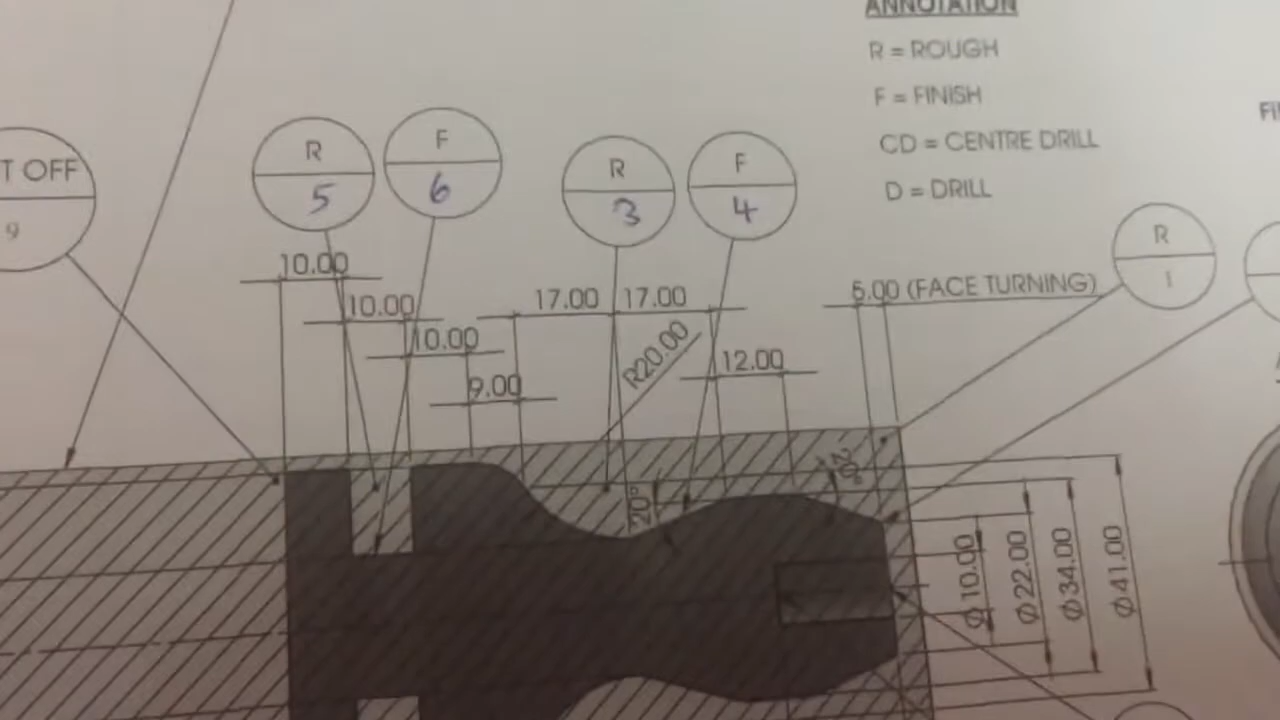 ANNOTATION
R = ROUGH
F = FINISH
CD = CENTRE DRILL
D = DRILL
T OFF
9
R
5
F
6
R
3
F
4
R
1
10.00
10.00
10.00
9.00
17.00
17.00
R20.00
12.00
5.00 (FACE TURNING)
20°
20°
Ø10.00
Ø22.00
Ø34.00
Ø41.00